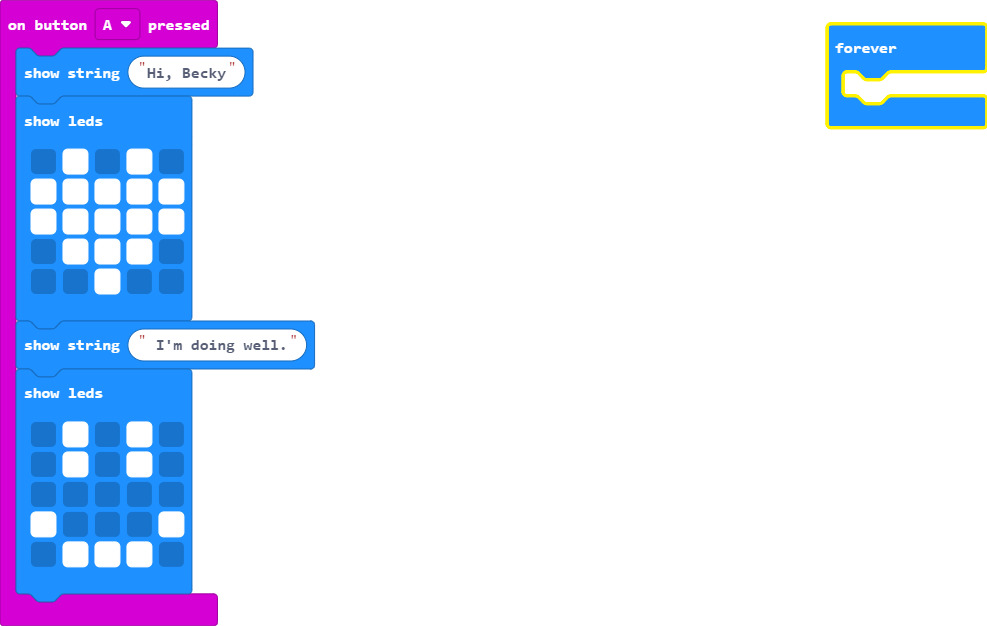 on button A pressed
show string "Hi, Becky"
show leds
show string " I'm doing well."
show leds
forever